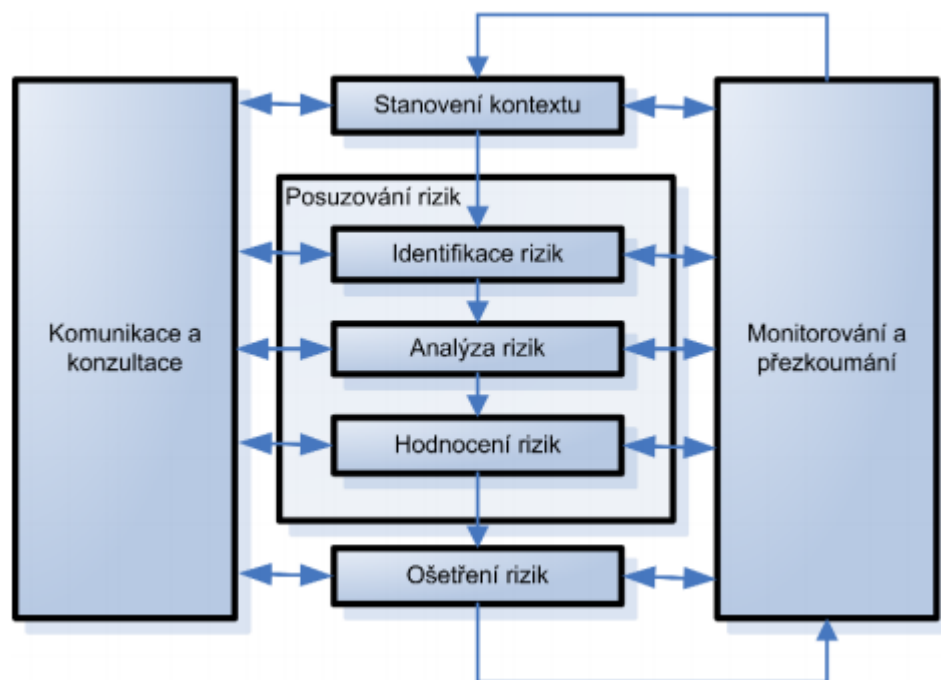 Stanovení kontextu
Posuzování rizik
Identifikace rizik
Komunikace a
konzultace
Analýza rizik
Monitorování a
přezkoumání
Hodnocení rizik
Ošetření rizik